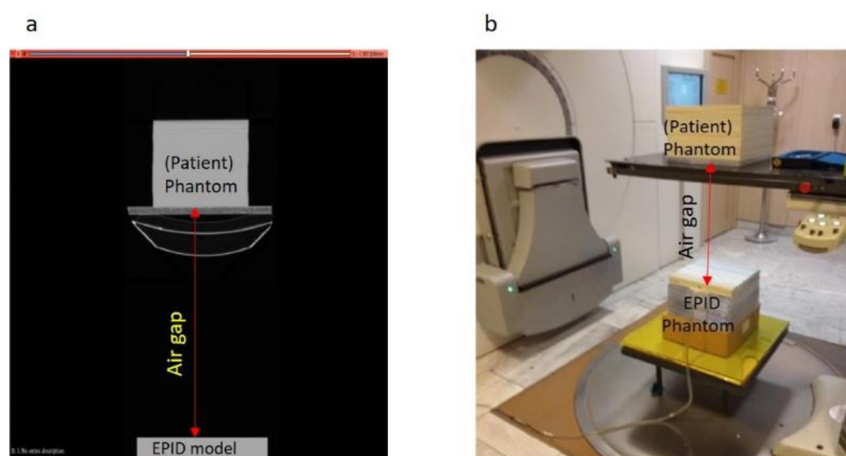 a
b
(Patient)
Phantom
Air gap
EPID model
(Patient)
Phantom
Air gap
EPID
Phantom